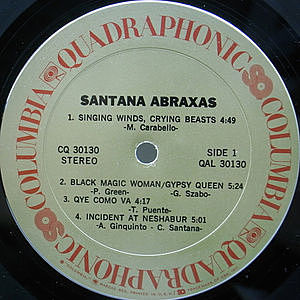 COLUMBIA QUADRAPHONIC COLUMBIA QUADRAPHONIC
SANTANA ABRAXAS
1. SINGING WINDS, CRYING BEASTS 4:49
-M. Carabello-
CQ 30130
STEREO
SIDE 1
QAL 30130
2. BLACK MAGIC WOMAN/GYPSY QUEEN 5:24
-P. Green- -G. Szabo-
3. OYE COMO VA 4:17
-T. Puente-
4. INCIDENT AT NESHABUR 5:01
-A. Ginquinto - C. Santana-